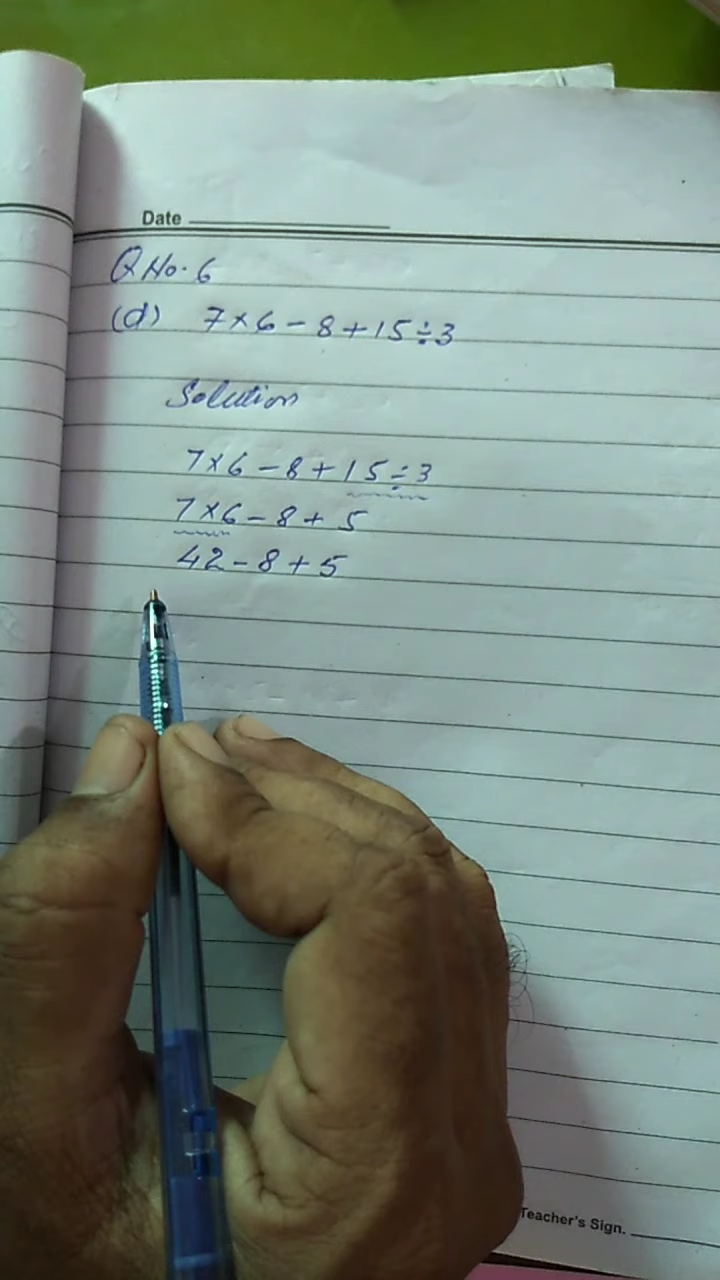 Date
Q No. 6
(d) 7×6-8+15÷3
Solution
7×6-8+15÷3
7×6-8+5
42-8+5
Teacher's Sign.